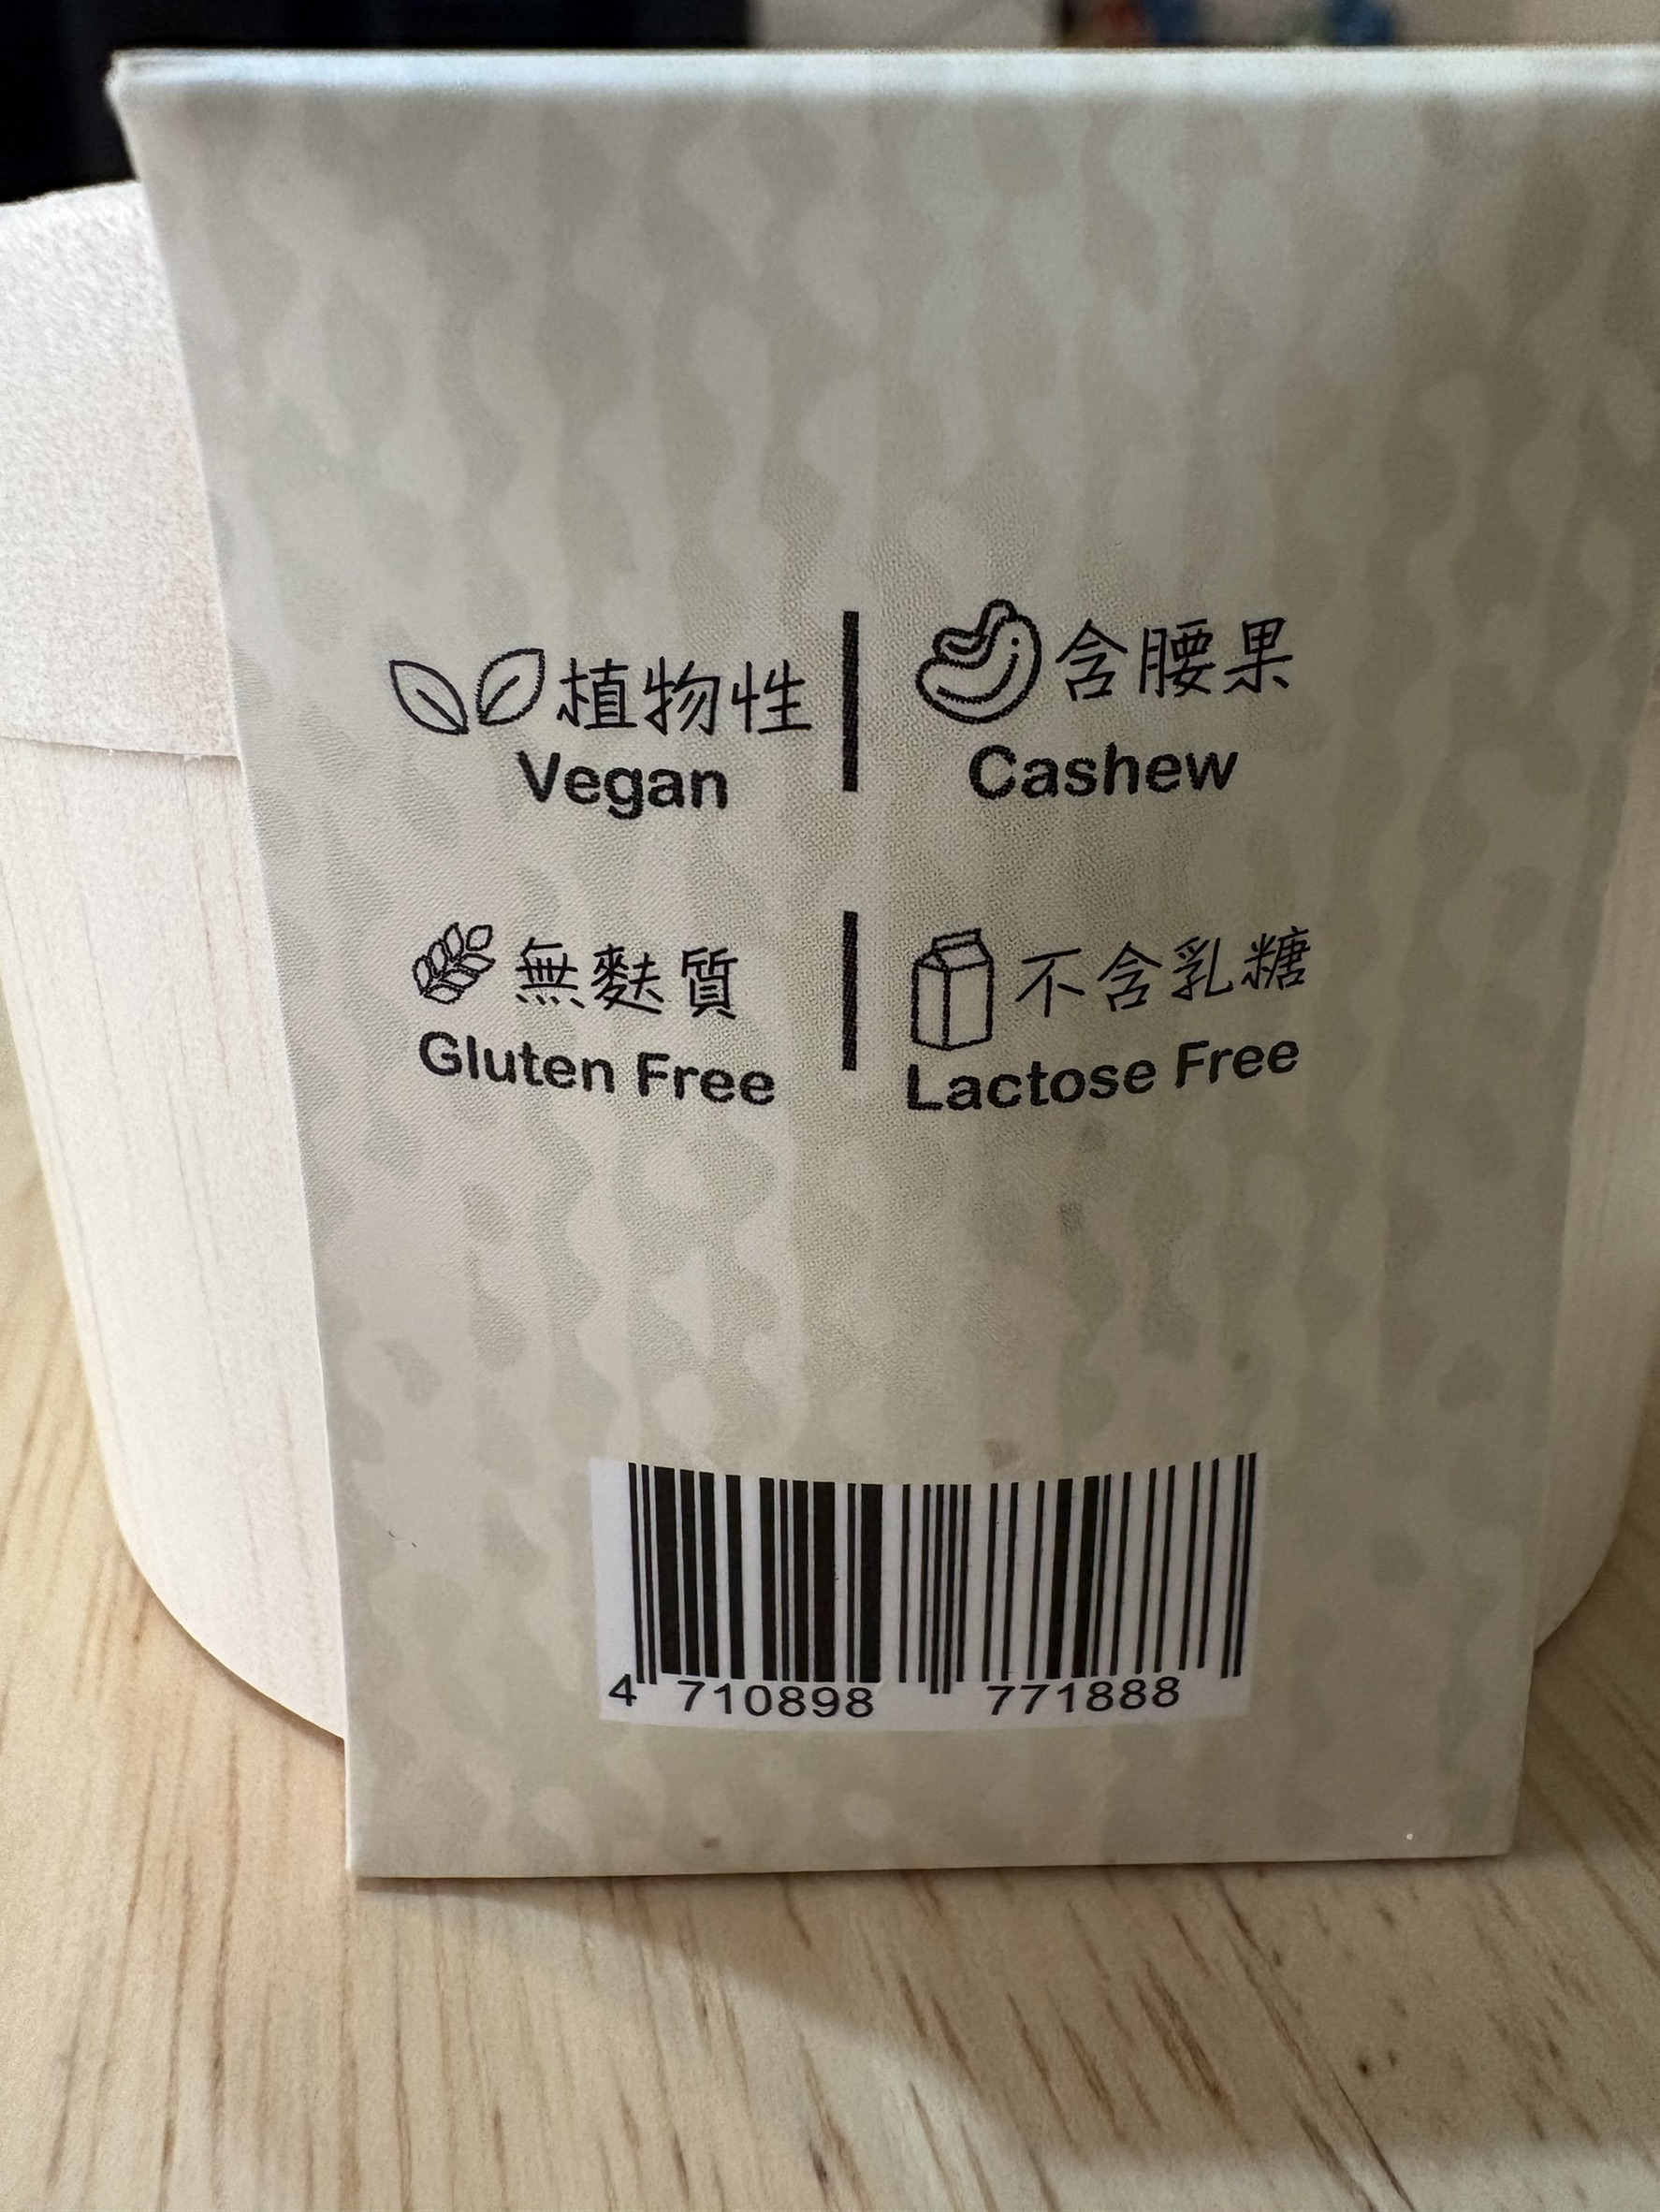 植物性
Vegan
含腰果
Cashew
無麩質
Gluten Free
不含乳糖
Lactose Free
4 710898 771888